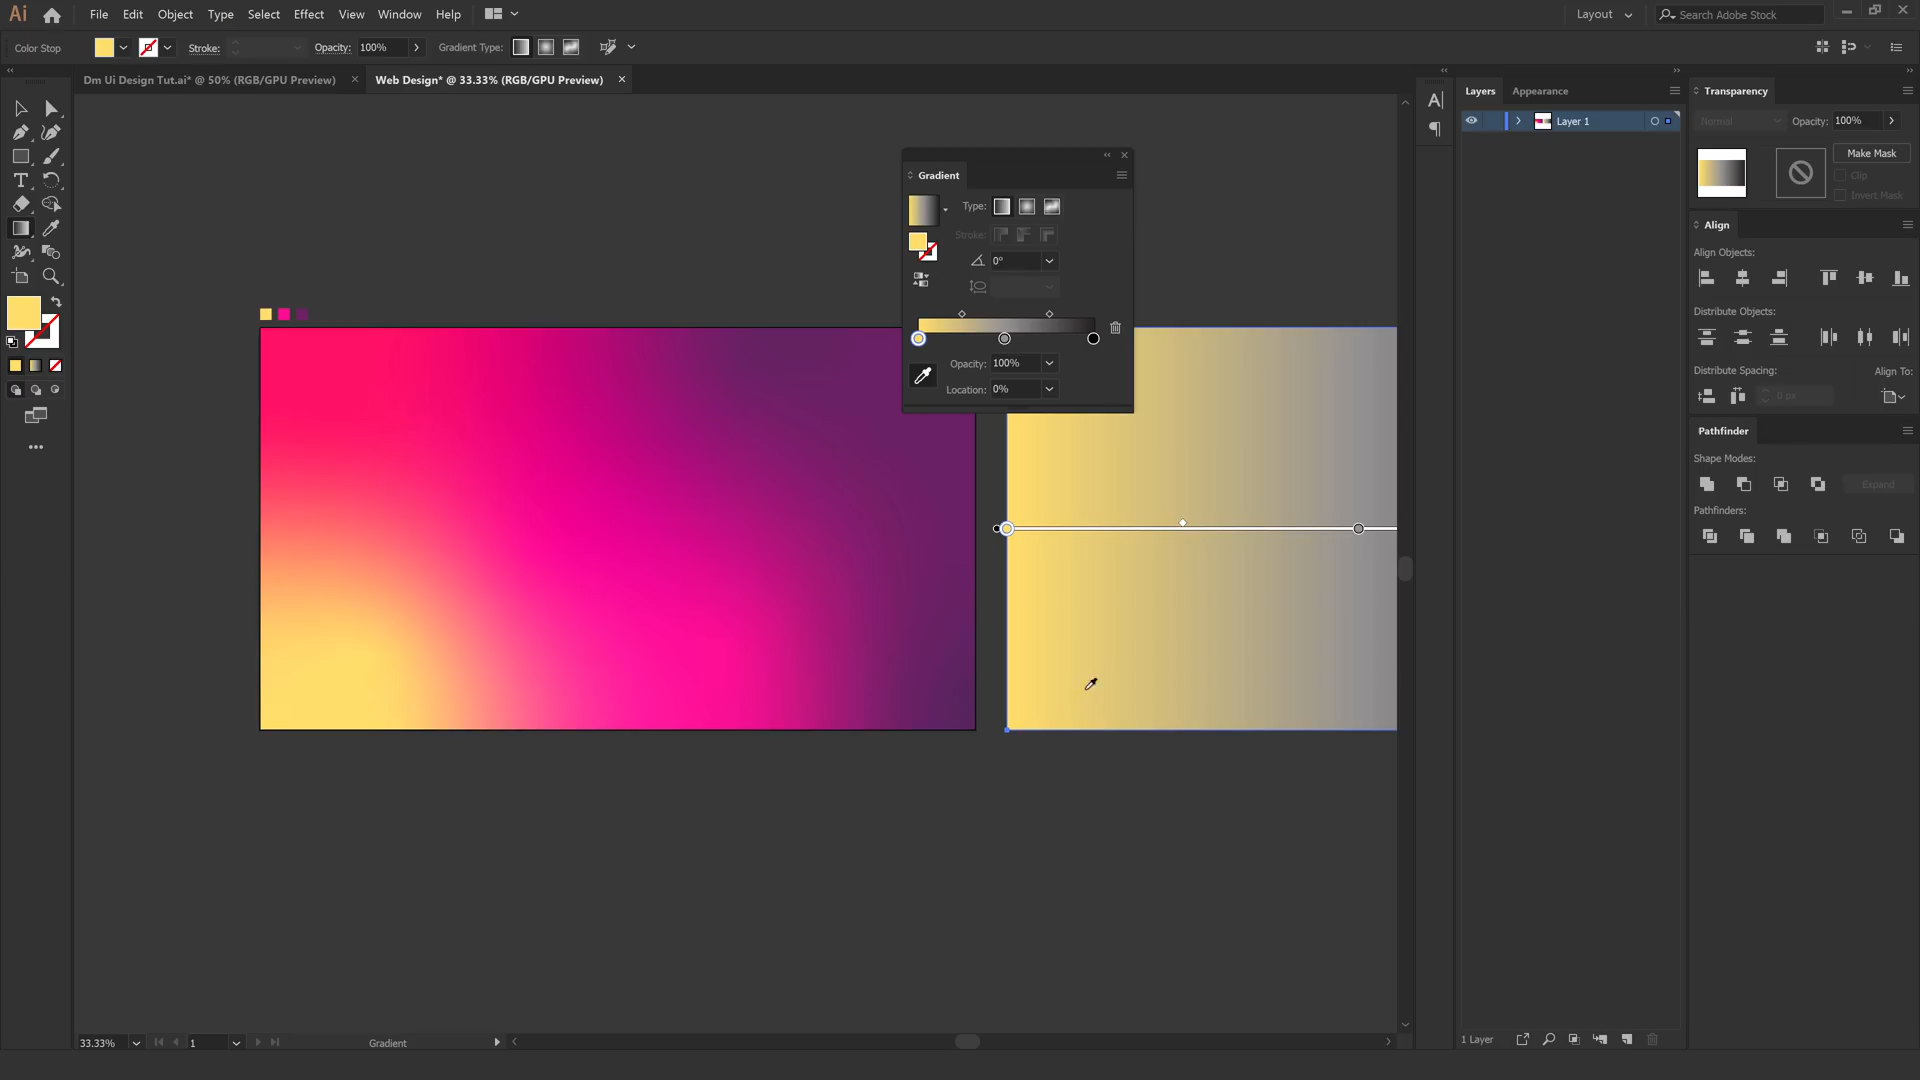 Ai File Edit Object Type Select Effect View Window Help Layout Search Adobe Stock
Color Stop Stroke: Opacity: 100% Gradient Type:
Dm Ui Design Tut.ai* @ 50% (RGB/GPU Preview) × Web Design* @ 33.33% (RGB/GPU Preview) ×
Gradient
Type:
Stroke:
0°
Opacity: 100%
Location: 0%
Layers Appearance
Layer 1
Transparency
Normal Opacity: 100%
Make Mask
Clip
Invert Mask
Align
Align Objects:
Distribute Objects:
Distribute Spacing: Align To:
0 px
Pathfinder
Shape Modes:
Expand
Pathfinders:
33.33% 1 Gradient
1 Layer